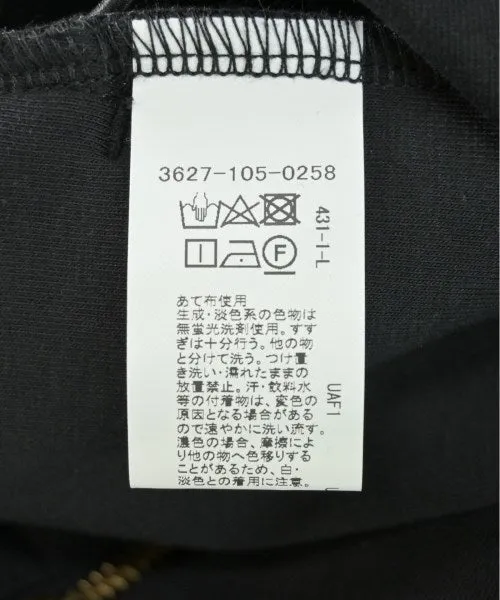 3627-105-0258
431-I-L
I
F
あて布使用
生成・淡色系の色物は
無蛍光洗剤使用。すす
ぎは十分行う。他の物
と分けて洗う。つけ置
き洗い・濡れたままの
放置禁止。汗・飲料水
等の付着物は、変色の
原因となる場合がある
ので速やかに洗い流す。
濃色の場合、摩擦によ
り他の物へ色移りする
ことがあるため、白・
淡色との着用に注意。
UAF1